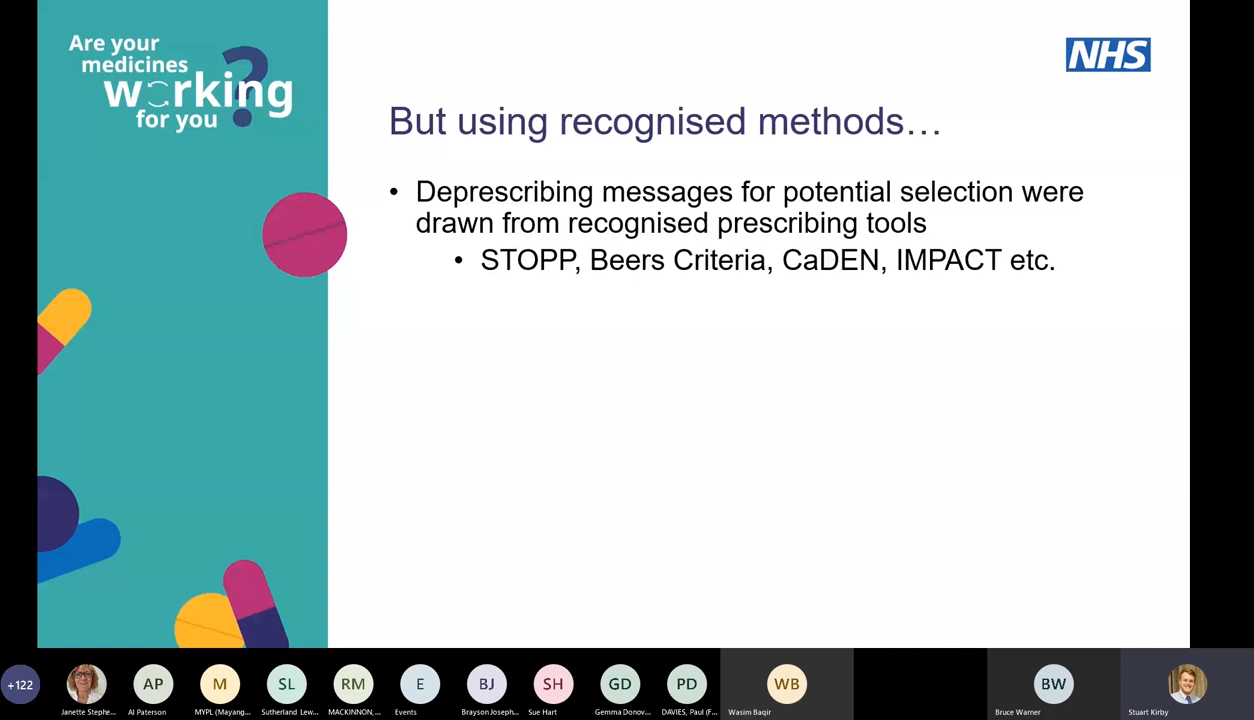 Are your
medicines
working
for you
?
NHS
But using recognised methods…
• Deprescribing messages for potential selection were
drawn from recognised prescribing tools
• STOPP, Beers Criteria, CaDEN, IMPACT etc.
+122
AP
M
SL
RM
E
BJ
SH
GD
PD
WB
BW
Janette Stephe...
Al Paterson
MYPL (Mayang...
Sutherland Lew...
MACKINNON,...
Events
Brayson Joseph...
Sue Hart
Gemma Donov...
DAVIES, Paul (F...
Wasim Baqir
Bruce Warner
Stuart Kirby